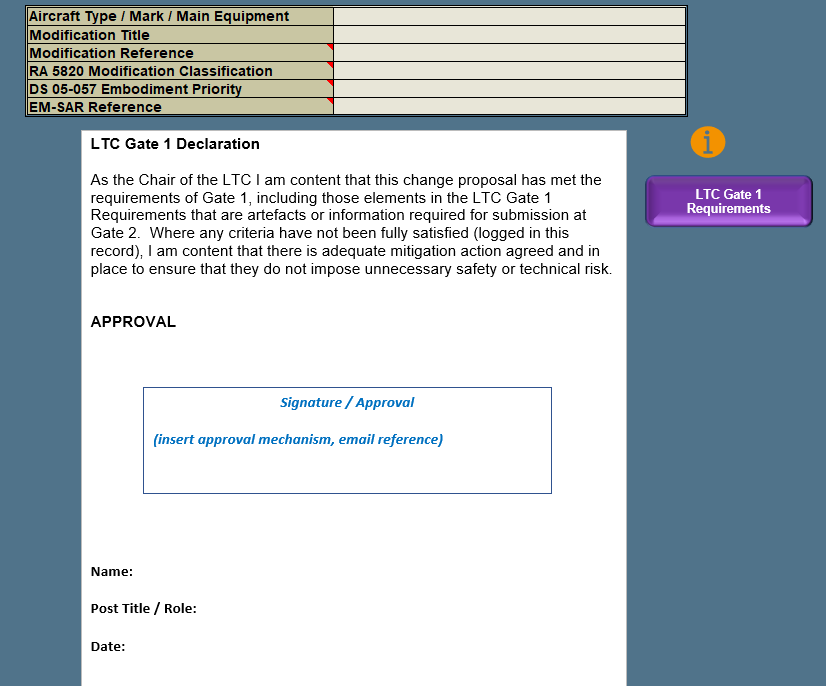 Aircraft Type / Mark / Main Equipment
Modification Title
Modification Reference
RA 5820 Modification Classification
DS 05-057 Embodiment Priority
EM-SAR Reference
i
LTC Gate 1
Requirements
LTC Gate 1 Declaration
As the Chair of the LTC I am content that this change proposal has met the
requirements of Gate 1, including those elements in the LTC Gate 1
Requirements that are artefacts or information required for submission at
Gate 2.  Where any criteria have not been fully satisfied (logged in this
record), I am content that there is adequate mitigation action agreed and in
place to ensure that they do not impose unnecessary safety or technical risk.
APPROVAL
Signature / Approval
(insert approval mechanism, email reference)
Name:
Post Title / Role:
Date: